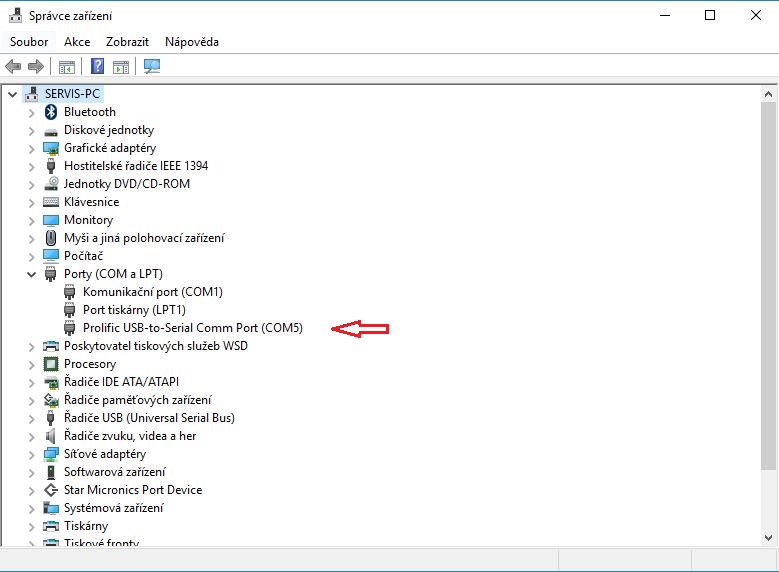 Správce zařízení
Soubor Akce Zobrazit Nápověda
SERVIS-PC
Bluetooth
Diskové jednotky
Grafické adaptéry
Hostitelské řadiče IEEE 1394
Jednotky DVD/CD-ROM
Klávesnice
Monitory
Myši a jiná polohovací zařízení
Počítač
Porty (COM a LPT)
Komunikační port (COM1)
Port tiskárny (LPT1)
Prolific USB-to-Serial Comm Port (COM5)
Poskytovatel tiskových služeb WSD
Procesory
Řadiče IDE ATA/ATAPI
Řadiče paměťových zařízení
Řadiče USB (Universal Serial Bus)
Řadiče zvuku, videa a her
Síťové adaptéry
Softwarová zařízení
Star Micronics Port Device
Systémová zařízení
Tiskárny
Tiskové fronty